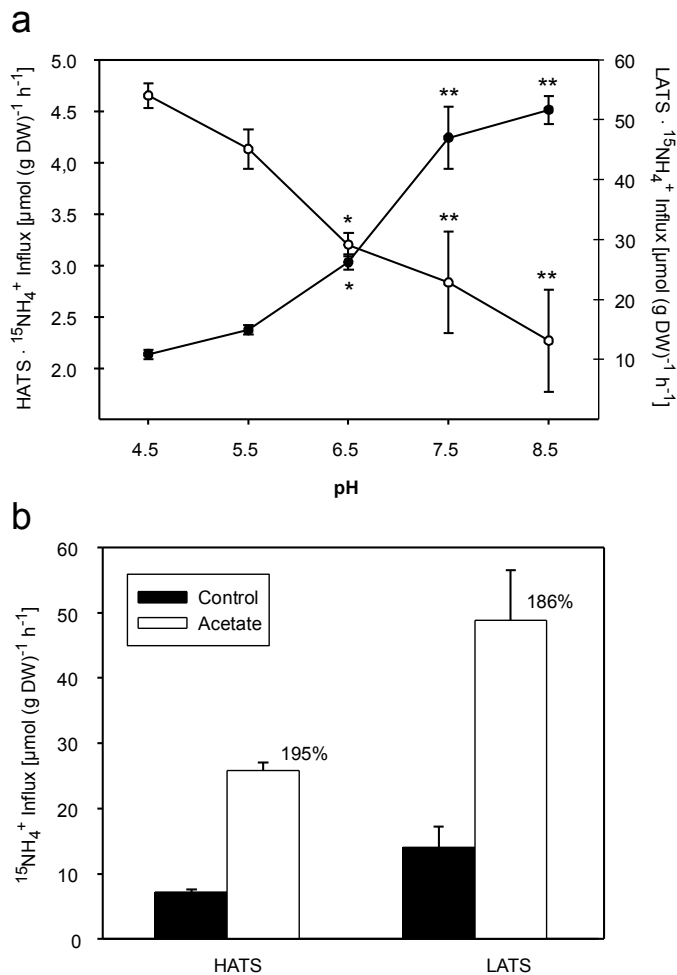 a
HATS · ¹⁵NH₄⁺ Influx [µmol (g DW)⁻¹ h⁻¹]
5.0
4.5
4,0
3.5
3.0
2.5
2.0
60
50
40
30
20
10
LATS · ¹⁵NH₄⁺ Influx [µmol (g DW)⁻¹ h⁻¹]
*
*
**
**
**
**
4.5 5.5 6.5 7.5 8.5
pH
b
¹⁵NH₄⁺ Influx [µmol (g DW)⁻¹ h⁻¹]
60
50
40
30
20
10
0
Control
Acetate
195%
186%
HATS LATS